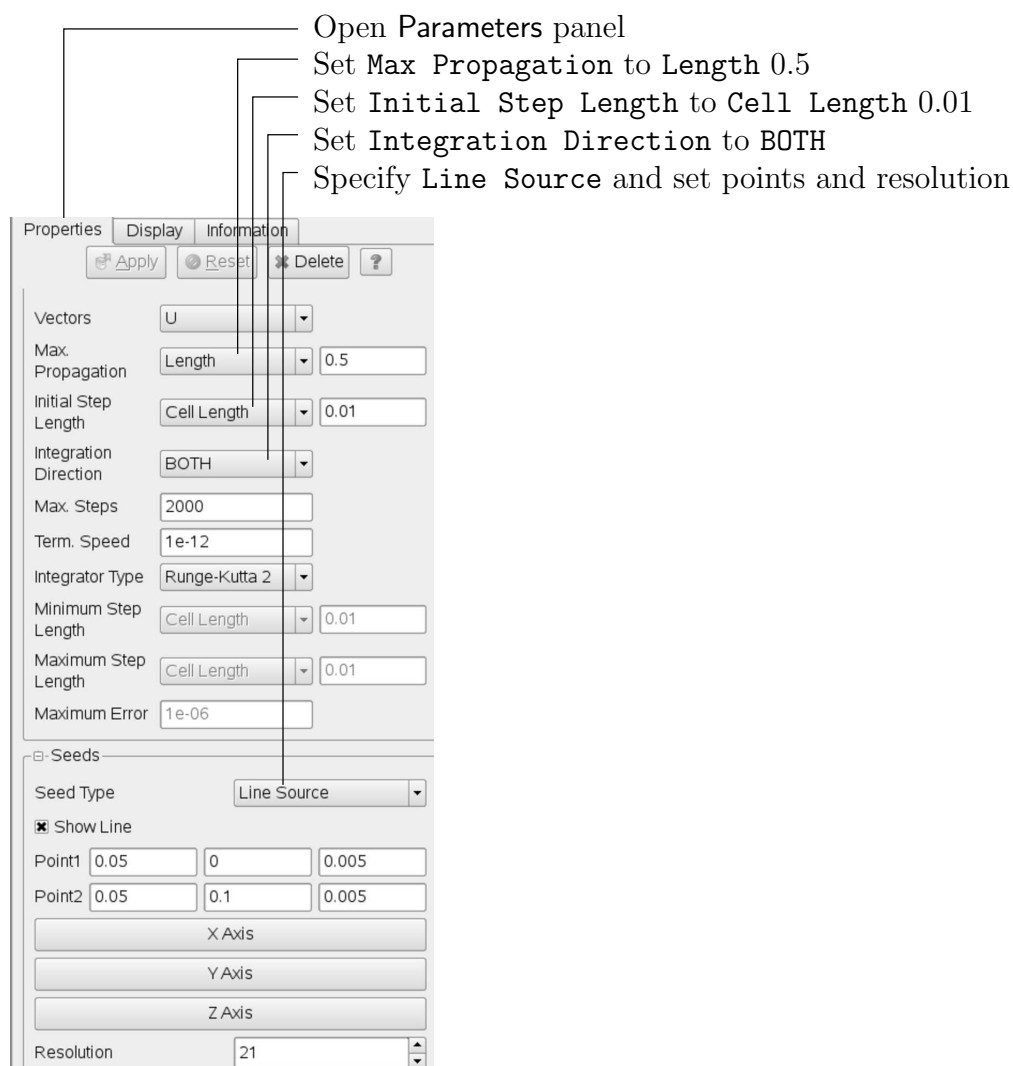 Open Parameters panel
Set Max Propagation to Length 0.5
Set Initial Step Length to Cell Length 0.01
Set Integration Direction to BOTH
Specify Line Source and set points and resolution
Properties Display Information
Apply Reset Delete ?
Vectors U
Max.
Propagation Length 0.5
Initial Step
Length Cell Length 0.01
Integration
Direction BOTH
Max. Steps 2000
Term. Speed 1e-12
Integrator Type Runge-Kutta 2
Minimum Step
Length Cell Length 0.01
Maximum Step
Length Cell Length 0.01
Maximum Error 1e-06
Seeds
Seed Type Line Source
Show Line
Point1 0.05 0 0.005
Point2 0.05 0.1 0.005
X Axis
Y Axis
Z Axis
Resolution 21